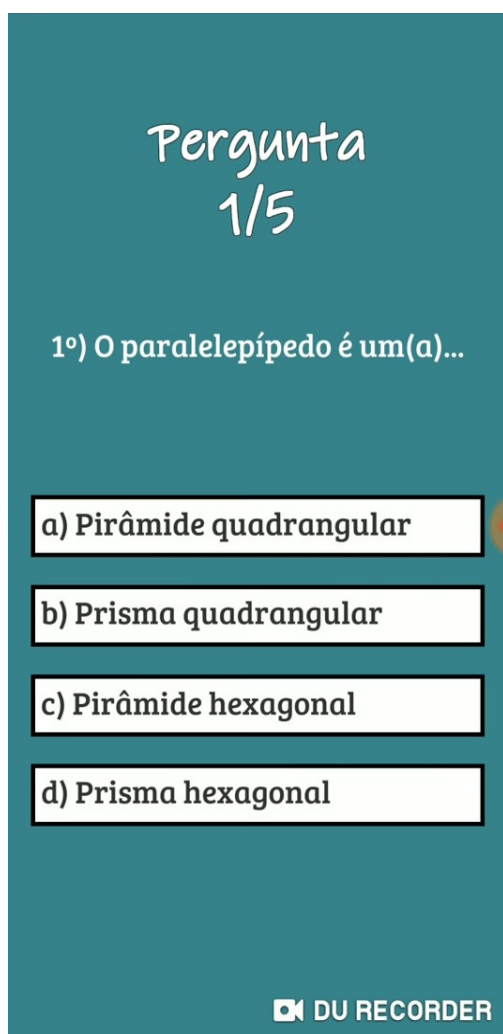 Pergunta
1/5
1º) O paralelepípedo é um(a)...
a) Pirâmide quadrangular
b) Prisma quadrangular
c) Pirâmide hexagonal
d) Prisma hexagonal
DU RECORDER